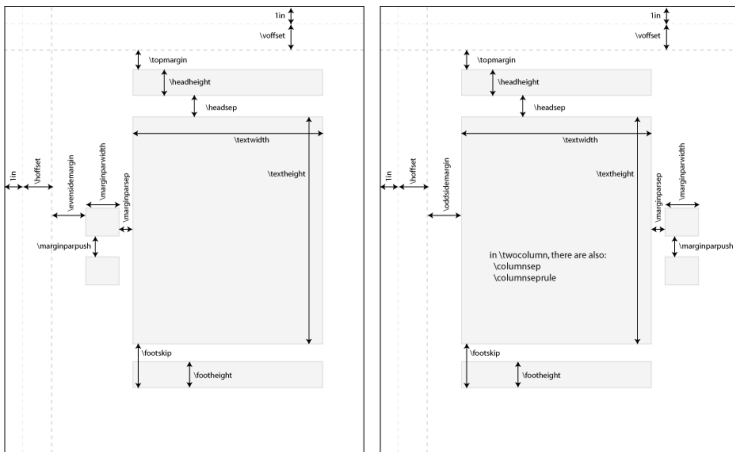 1in
\voffset
\topmargin
\headheight
\headsep
\textwidth
\textheight
1in
\hoffset
\evensidemargin
\marginparwidth
\marginparsep
\marginparpush
\footskip
\footheight
1in
\voffset
\topmargin
\headheight
\headsep
\textwidth
\textheight
1in
\hoffset
\oddsidemargin
\marginparsep
\marginparwidth
\marginparpush
in \twocolumn, there are also:
\columnsep
\columnseprule
\footskip
\footheight